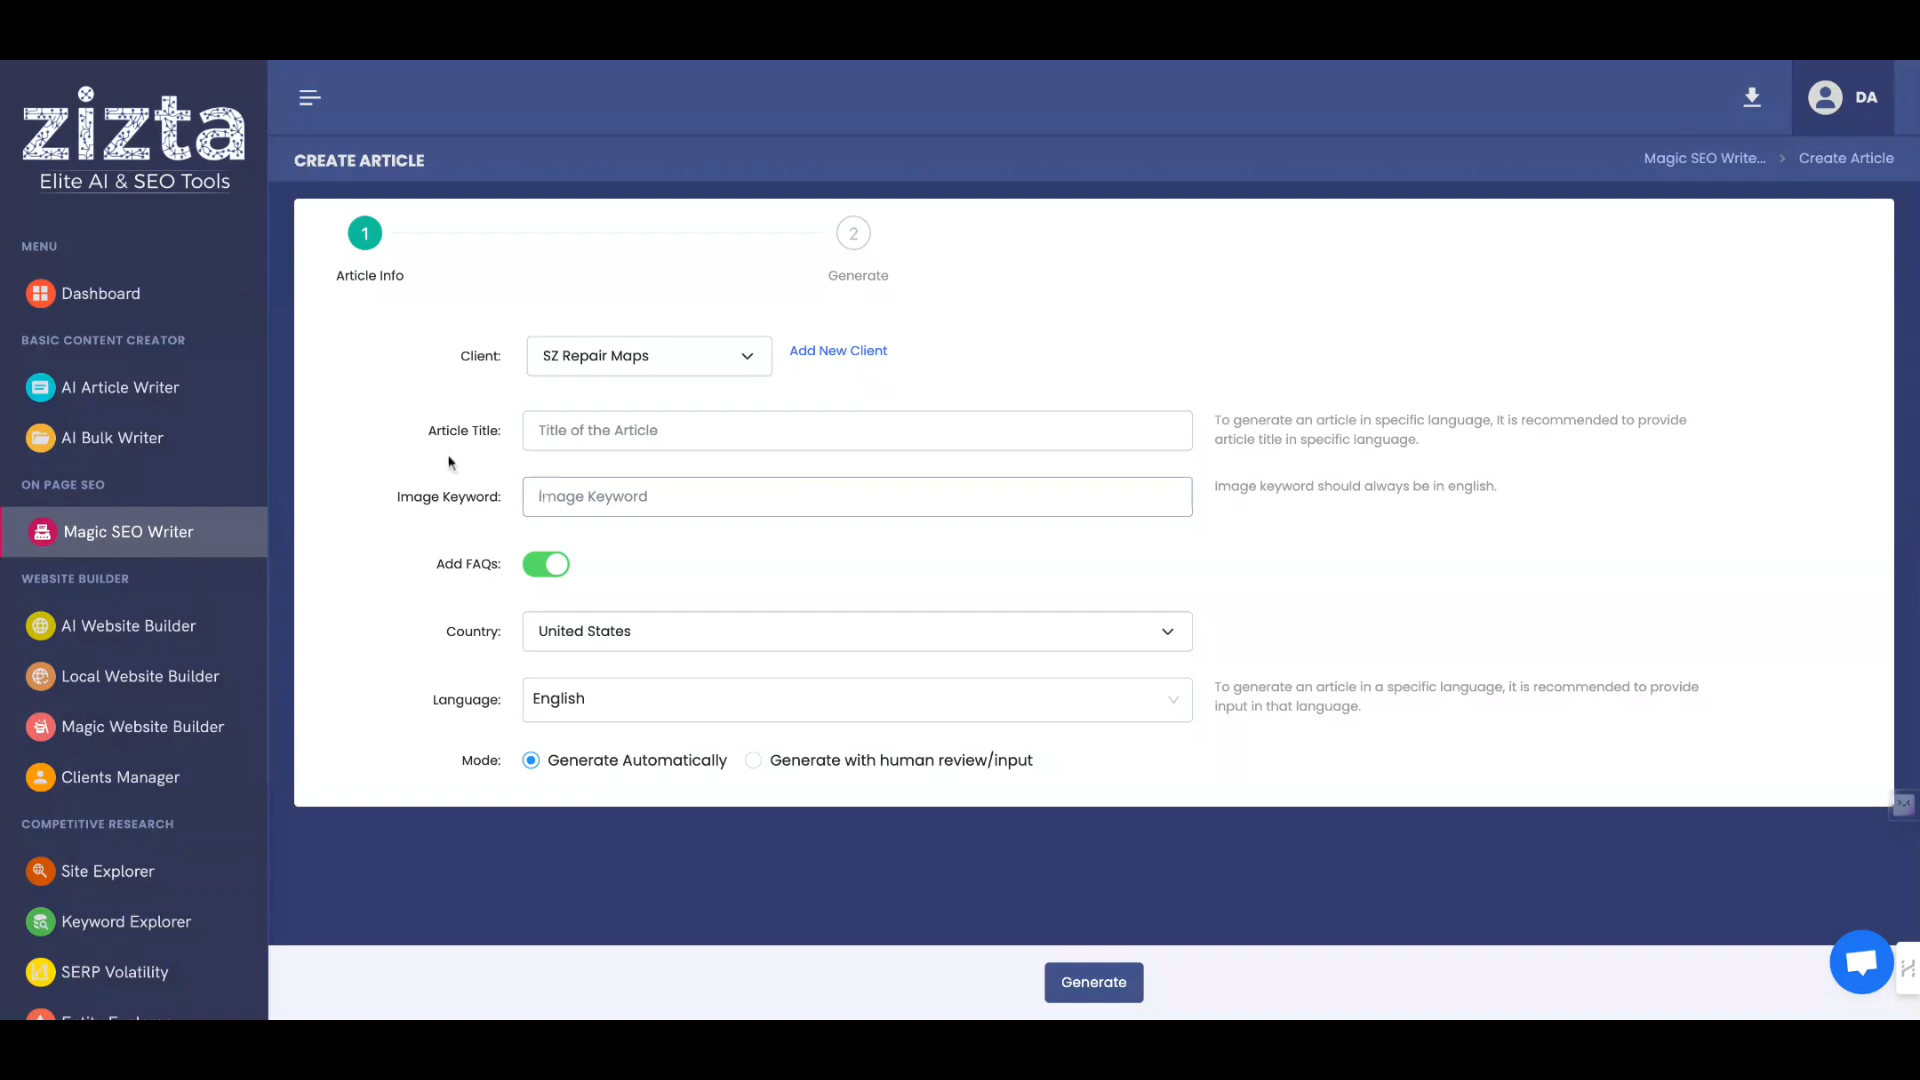 zizta
Elite AI & SEO Tools
DA
CREATE ARTICLE
Magic SEO Write... > Create Article
MENU
Dashboard
BASIC CONTENT CREATOR
AI Article Writer
AI Bulk Writer
ON PAGE SEO
Magic SEO Writer
WEBSITE BUILDER
AI Website Builder
Local Website Builder
Magic Website Builder
Clients Manager
COMPETITIVE RESEARCH
Site Explorer
Keyword Explorer
SERP Volatility
1
2
Article Info
Generate
Client: SZ Repair Maps Add New Client
Article Title: Title of the Article
To generate an article in specific language, It is recommended to provide
article title in specific language.
Image Keyword: Image Keyword
Image keyword should always be in english.
Add FAQs:
Country: United States
Language: English
To generate an article in a specific language, it is recommended to provide
input in that language.
Mode: Generate Automatically Generate with human review/input
Generate